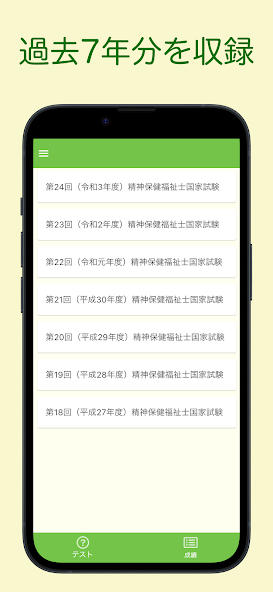 過去7年分を収録
第24回（令和3年度）精神保健福祉士国家試験
第23回（令和2年度）精神保健福祉士国家試験
第22回（令和元年度）精神保健福祉士国家試験
第21回（平成30年度）精神保健福祉士国家試験
第20回（平成29年度）精神保健福祉士国家試験
第19回（平成28年度）精神保健福祉士国家試験
第18回（平成27年度）精神保健福祉士国家試験
テスト
成績